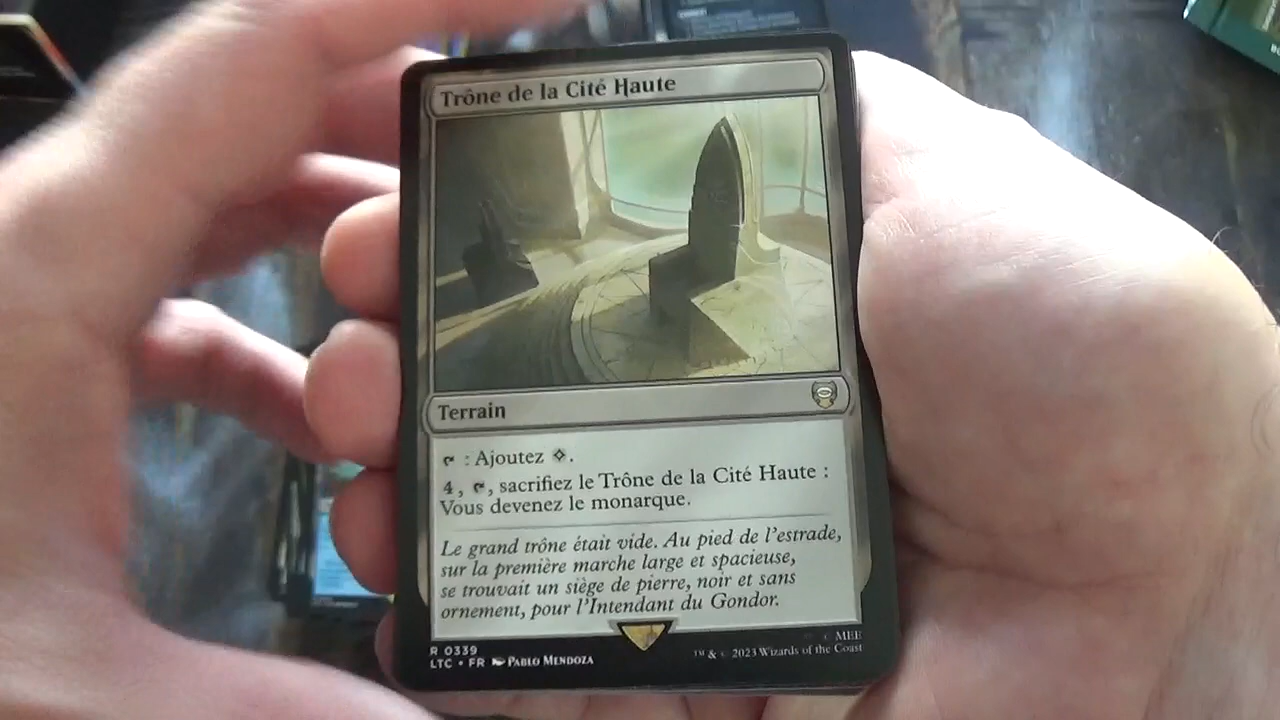 Trône de la Cité Haute
Terrain
: Ajoutez .
4, , sacrifiez le Trône de la Cité Haute :
Vous devenez le monarque.
Le grand trône était vide. Au pied de l'estrade,
sur la première marche large et spacieuse,
se trouvait un siège de pierre, noir et sans
ornement, pour l'Intendant du Gondor.
R 0339
LTC • FR Pablo Mendoza
MEE
™ & © 2023 Wizards of the Coast